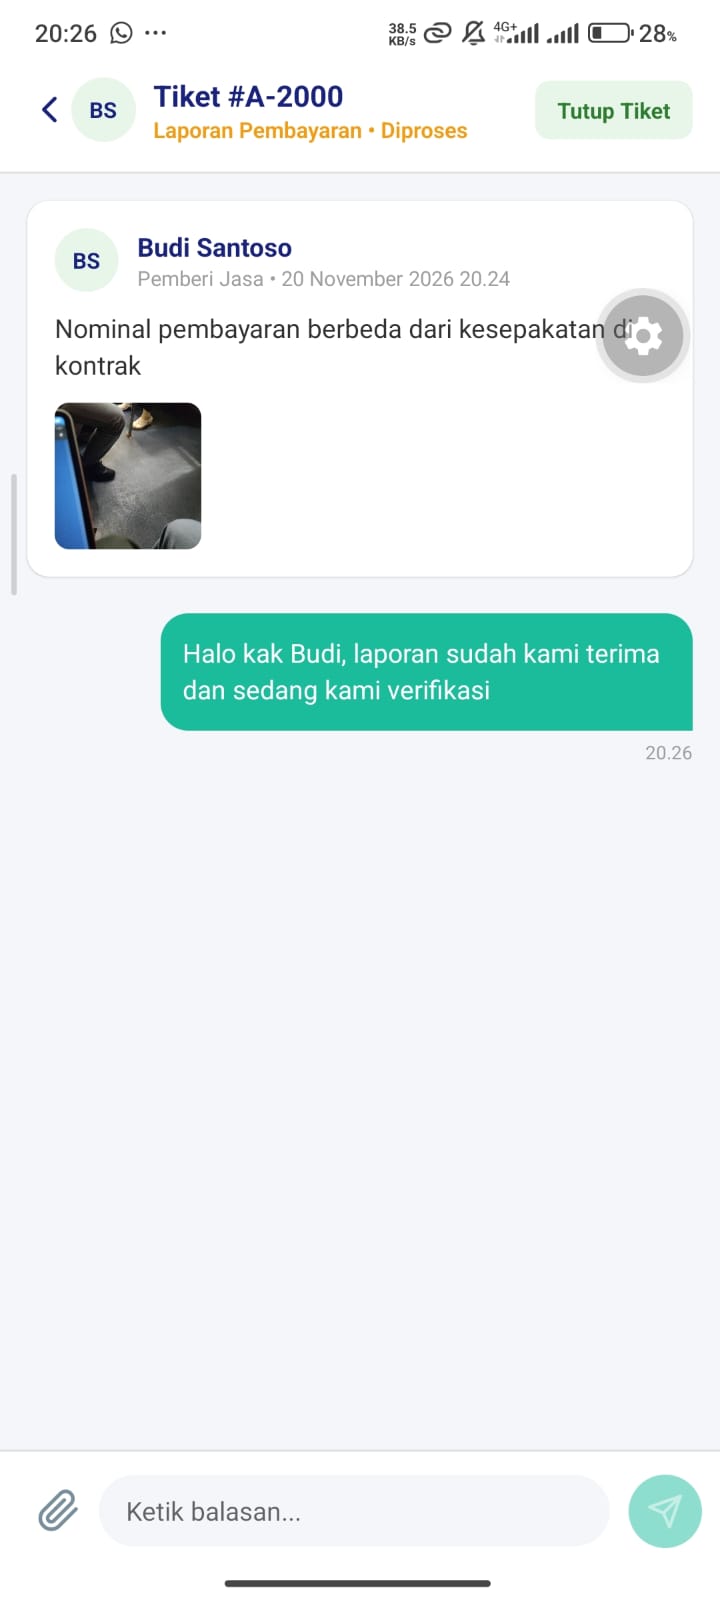 20:26
38.5 KB/s 4G+ 28%
BS
Tiket #A-2000
Laporan Pembayaran • Diproses
Tutup Tiket
BS
Budi Santoso
Pemberi Jasa • 20 November 2026 20.24
Nominal pembayaran berbeda dari kesepakatan di
kontrak
Halo kak Budi, laporan sudah kami terima
dan sedang kami verifikasi
20.26
Ketik balasan...